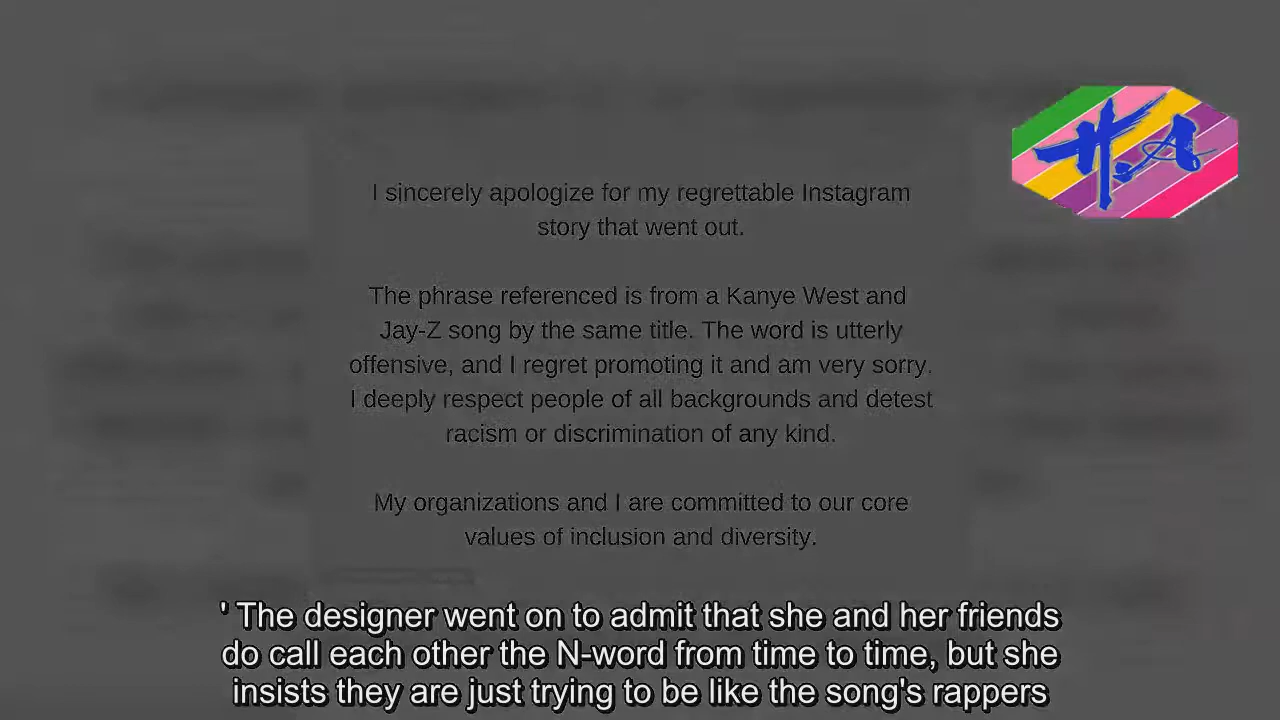 H.A
I sincerely apologize for my regrettable Instagram
story that went out.
The phrase referenced is from a Kanye West and
Jay-Z song by the same title. The word is utterly
offensive, and I regret promoting it and am very sorry.
I deeply respect people of all backgrounds and detest
racism or discrimination of any kind.
My organizations and I are committed to our core
values of inclusion and diversity.
' The designer went on to admit that she and her friends
do call each other the N-word from time to time, but she
insists they are just trying to be like the song's rappers